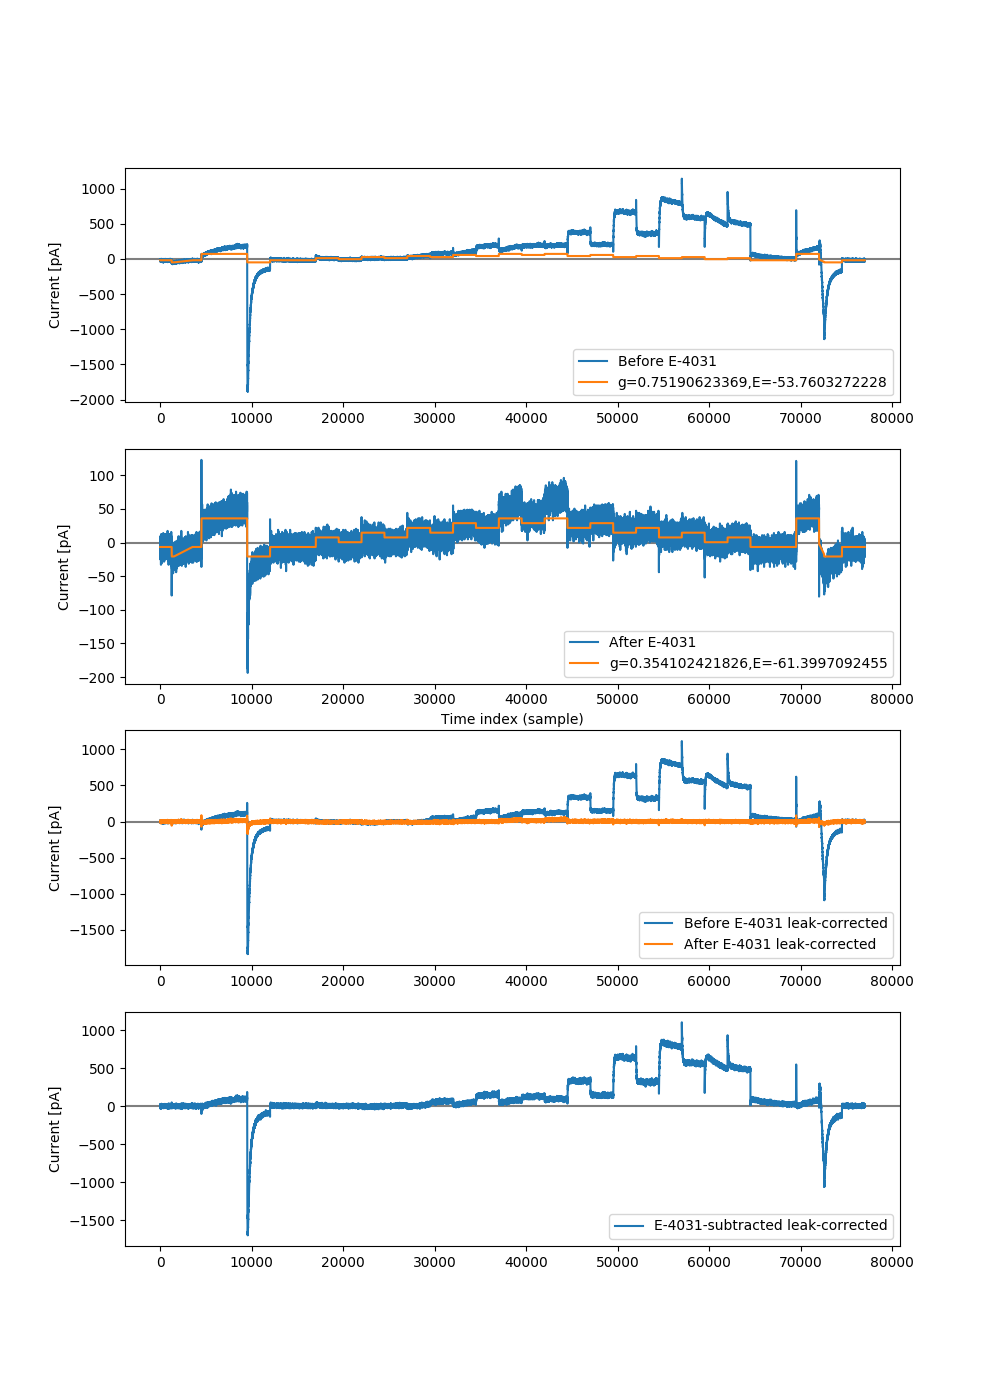 1000
500
0
−500
−1000
−1500
−2000
Current [pA]
Before E-4031
g=0.75190623369,E=-53.7603272228
0 10000 20000 30000 40000 50000 60000 70000 80000
100
50
0
−50
−100
−150
−200
Current [pA]
After E-4031
g=0.354102421826,E=-61.3997092455
0 10000 20000 30000 40000 50000 60000 70000 80000
Time index (sample)
1000
500
0
−500
−1000
−1500
Current [pA]
Before E-4031 leak-corrected
After E-4031 leak-corrected
0 10000 20000 30000 40000 50000 60000 70000 80000
1000
500
0
−500
−1000
−1500
Current [pA]
E-4031-subtracted leak-corrected
0 10000 20000 30000 40000 50000 60000 70000 80000